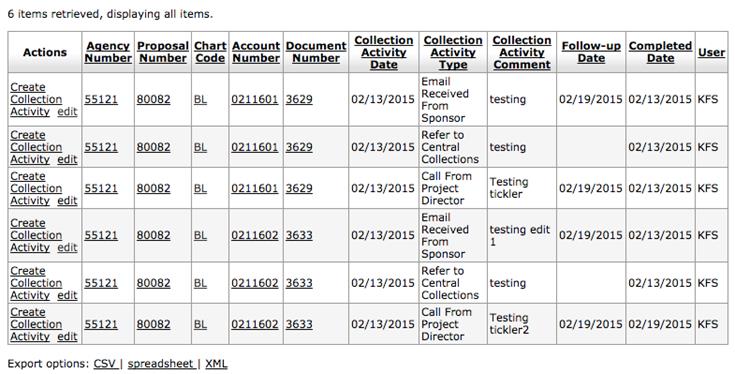 6 items retrieved, displaying all items.
Actions Agency Number Proposal Number Chart Code Account Number Document Number Collection Activity Date Collection Activity Type Collection Activity Comment Follow-up Date Completed Date User
Create Collection Activity edit 55121 80082 BL 0211601 3629 02/13/2015 Email Received From Sponsor testing 02/19/2015 02/13/2015 KFS
Create Collection Activity edit 55121 80082 BL 0211601 3629 02/13/2015 Refer to Central Collections testing 02/13/2015 KFS
Create Collection Activity edit 55121 80082 BL 0211601 3629 02/13/2015 Call From Project Director Testing tickler 02/19/2015 02/13/2015 KFS
Create Collection Activity edit 55121 80082 BL 0211602 3633 02/13/2015 Email Received From Sponsor testing edit 1 02/19/2015 02/13/2015 KFS
Create Collection Activity edit 55121 80082 BL 0211602 3633 02/13/2015 Refer to Central Collections testing 02/13/2015 KFS
Create Collection Activity edit 55121 80082 BL 0211602 3633 02/13/2015 Call From Project Director Testing tickler2 02/19/2015 02/19/2015 KFS
Export options: CSV | spreadsheet | XML